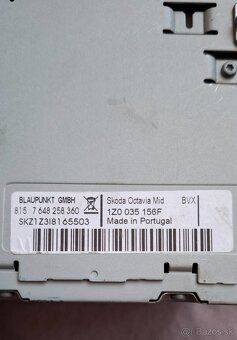 BLAUPUNKT GMBH
815 7 648 258 360
SKZ1Z3I8165503
Skoda Octavia Mid BVX
1Z0 035 156F
Made in Portugal
Bazos.sk